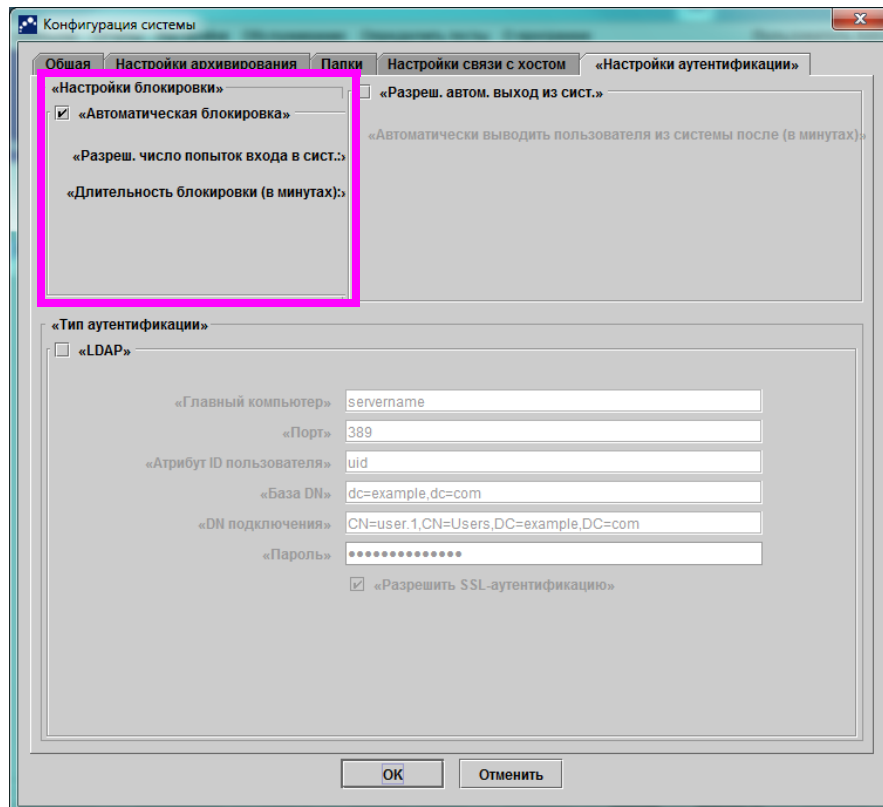 Конфигурация системы
Общая Настройки архивирования Папки Настройки связи с хостом «Настройки аутентификации»
«Настройки блокировки»
«Разреш. автом. выход из сист.»
«Автоматическая блокировка»
«Автоматически выводить пользователя из системы после (в минутах):»
«Разреш. число попыток входа в сист.:»
«Длительность блокировки (в минутах):»
«Тип аутентификации»
«LDAP»
«Главный компьютер» servername
«Порт» 389
«Атрибут ID пользователя» uid
«База DN» dc=example,dc=com
«DN подключения» CN=user.1,CN=Users,DC=example,DC=com
«Пароль» ••••••••••••••
«Разрешить SSL-аутентификацию»
OK Отменить